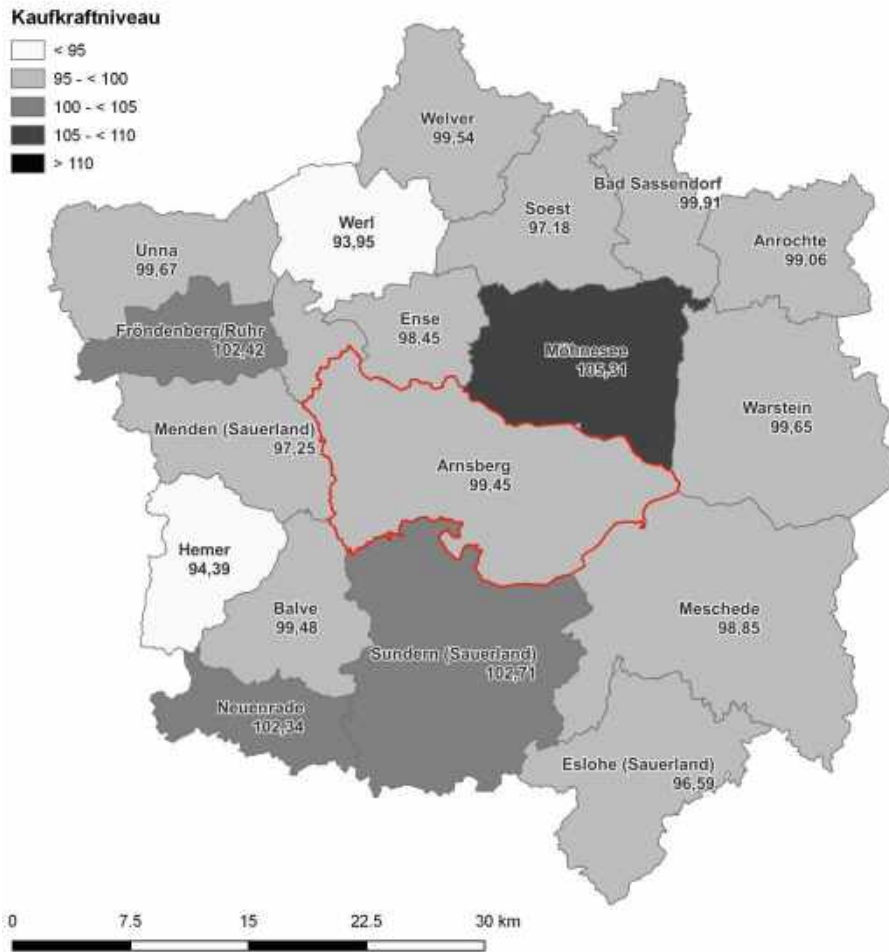 Kaufkraftniveau
< 95
95 - < 100
100 - < 105
105 - < 110
> 110
Welver
99,54
Bad Sassendorf
99,91
Soest
97,18
Werl
93,95
Anrochte
99,06
Unna
99,67
Ense
98,45
Fröndenberg/Ruhr
102,42
Möhnesee
105,31
Warstein
99,65
Menden (Sauerland)
97,25
Arnsberg
99,45
Hemer
94,39
Balve
99,48
Meschede
98,85
Sundern (Sauerland)
102,71
Neuenrade
102,34
Eslohe (Sauerland)
96,59
0 7.5 15 22.5 30 km